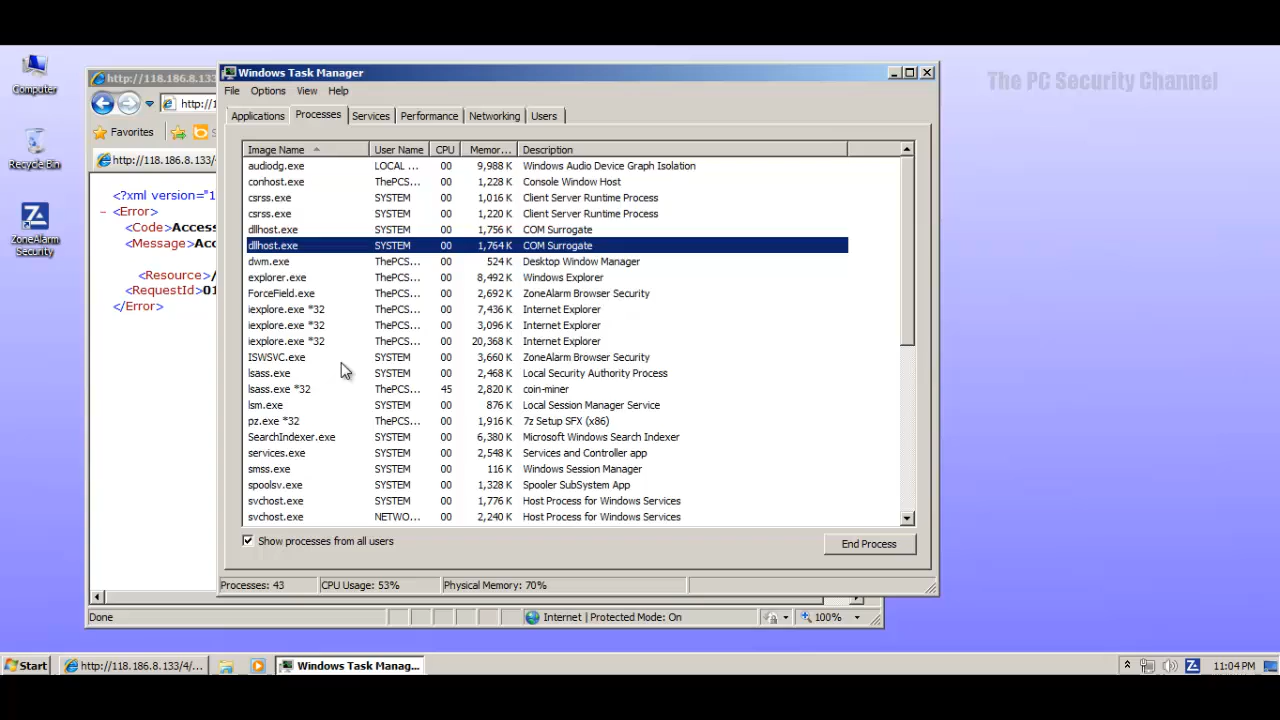 The PC Security Channel
Computer
Recycle Bin
ZoneAlarm
Security
http://118.186.8.133
http:/
Favorites
http://118.186.8.133/
<?xml version="1
- <Error>
<Code>Access
<Message>Acc
<Resource>/
<RequestId>01
</Error>
Done
Internet | Protected Mode: On
100%
Windows Task Manager
File Options View Help
Applications Processes Services Performance Networking Users
Image Name User Name CPU Memor... Description
audiodg.exe LOCAL ... 00 9,988 K Windows Audio Device Graph Isolation
conhost.exe ThePCS... 00 1,228 K Console Window Host
csrss.exe SYSTEM 00 1,016 K Client Server Runtime Process
csrss.exe SYSTEM 00 1,220 K Client Server Runtime Process
dllhost.exe SYSTEM 00 1,756 K COM Surrogate
dllhost.exe SYSTEM 00 1,764 K COM Surrogate
dwm.exe ThePCS... 00 524 K Desktop Window Manager
explorer.exe ThePCS... 00 8,492 K Windows Explorer
ForceField.exe ThePCS... 00 2,692 K ZoneAlarm Browser Security
iexplore.exe *32 ThePCS... 00 7,436 K Internet Explorer
iexplore.exe *32 ThePCS... 00 3,096 K Internet Explorer
iexplore.exe *32 ThePCS... 00 20,368 K Internet Explorer
ISWSVC.exe SYSTEM 00 3,660 K ZoneAlarm Browser Security
lsass.exe SYSTEM 00 2,468 K Local Security Authority Process
lsass.exe *32 ThePCS... 45 2,820 K coin-miner
lsm.exe SYSTEM 00 876 K Local Session Manager Service
pz.exe *32 ThePCS... 00 1,916 K 7z Setup SFX (x86)
SearchIndexer.exe SYSTEM 00 6,380 K Microsoft Windows Search Indexer
services.exe SYSTEM 00 2,548 K Services and Controller app
smss.exe SYSTEM 00 116 K Windows Session Manager
spoolsv.exe SYSTEM 00 1,328 K Spooler SubSystem App
svchost.exe SYSTEM 00 1,776 K Host Process for Windows Services
svchost.exe NETWO... 00 2,240 K Host Process for Windows Services
Show processes from all users
End Process
Processes: 43 CPU Usage: 53% Physical Memory: 70%
Start http://118.186.8.133/4/... Windows Task Manag... 11:04 PM